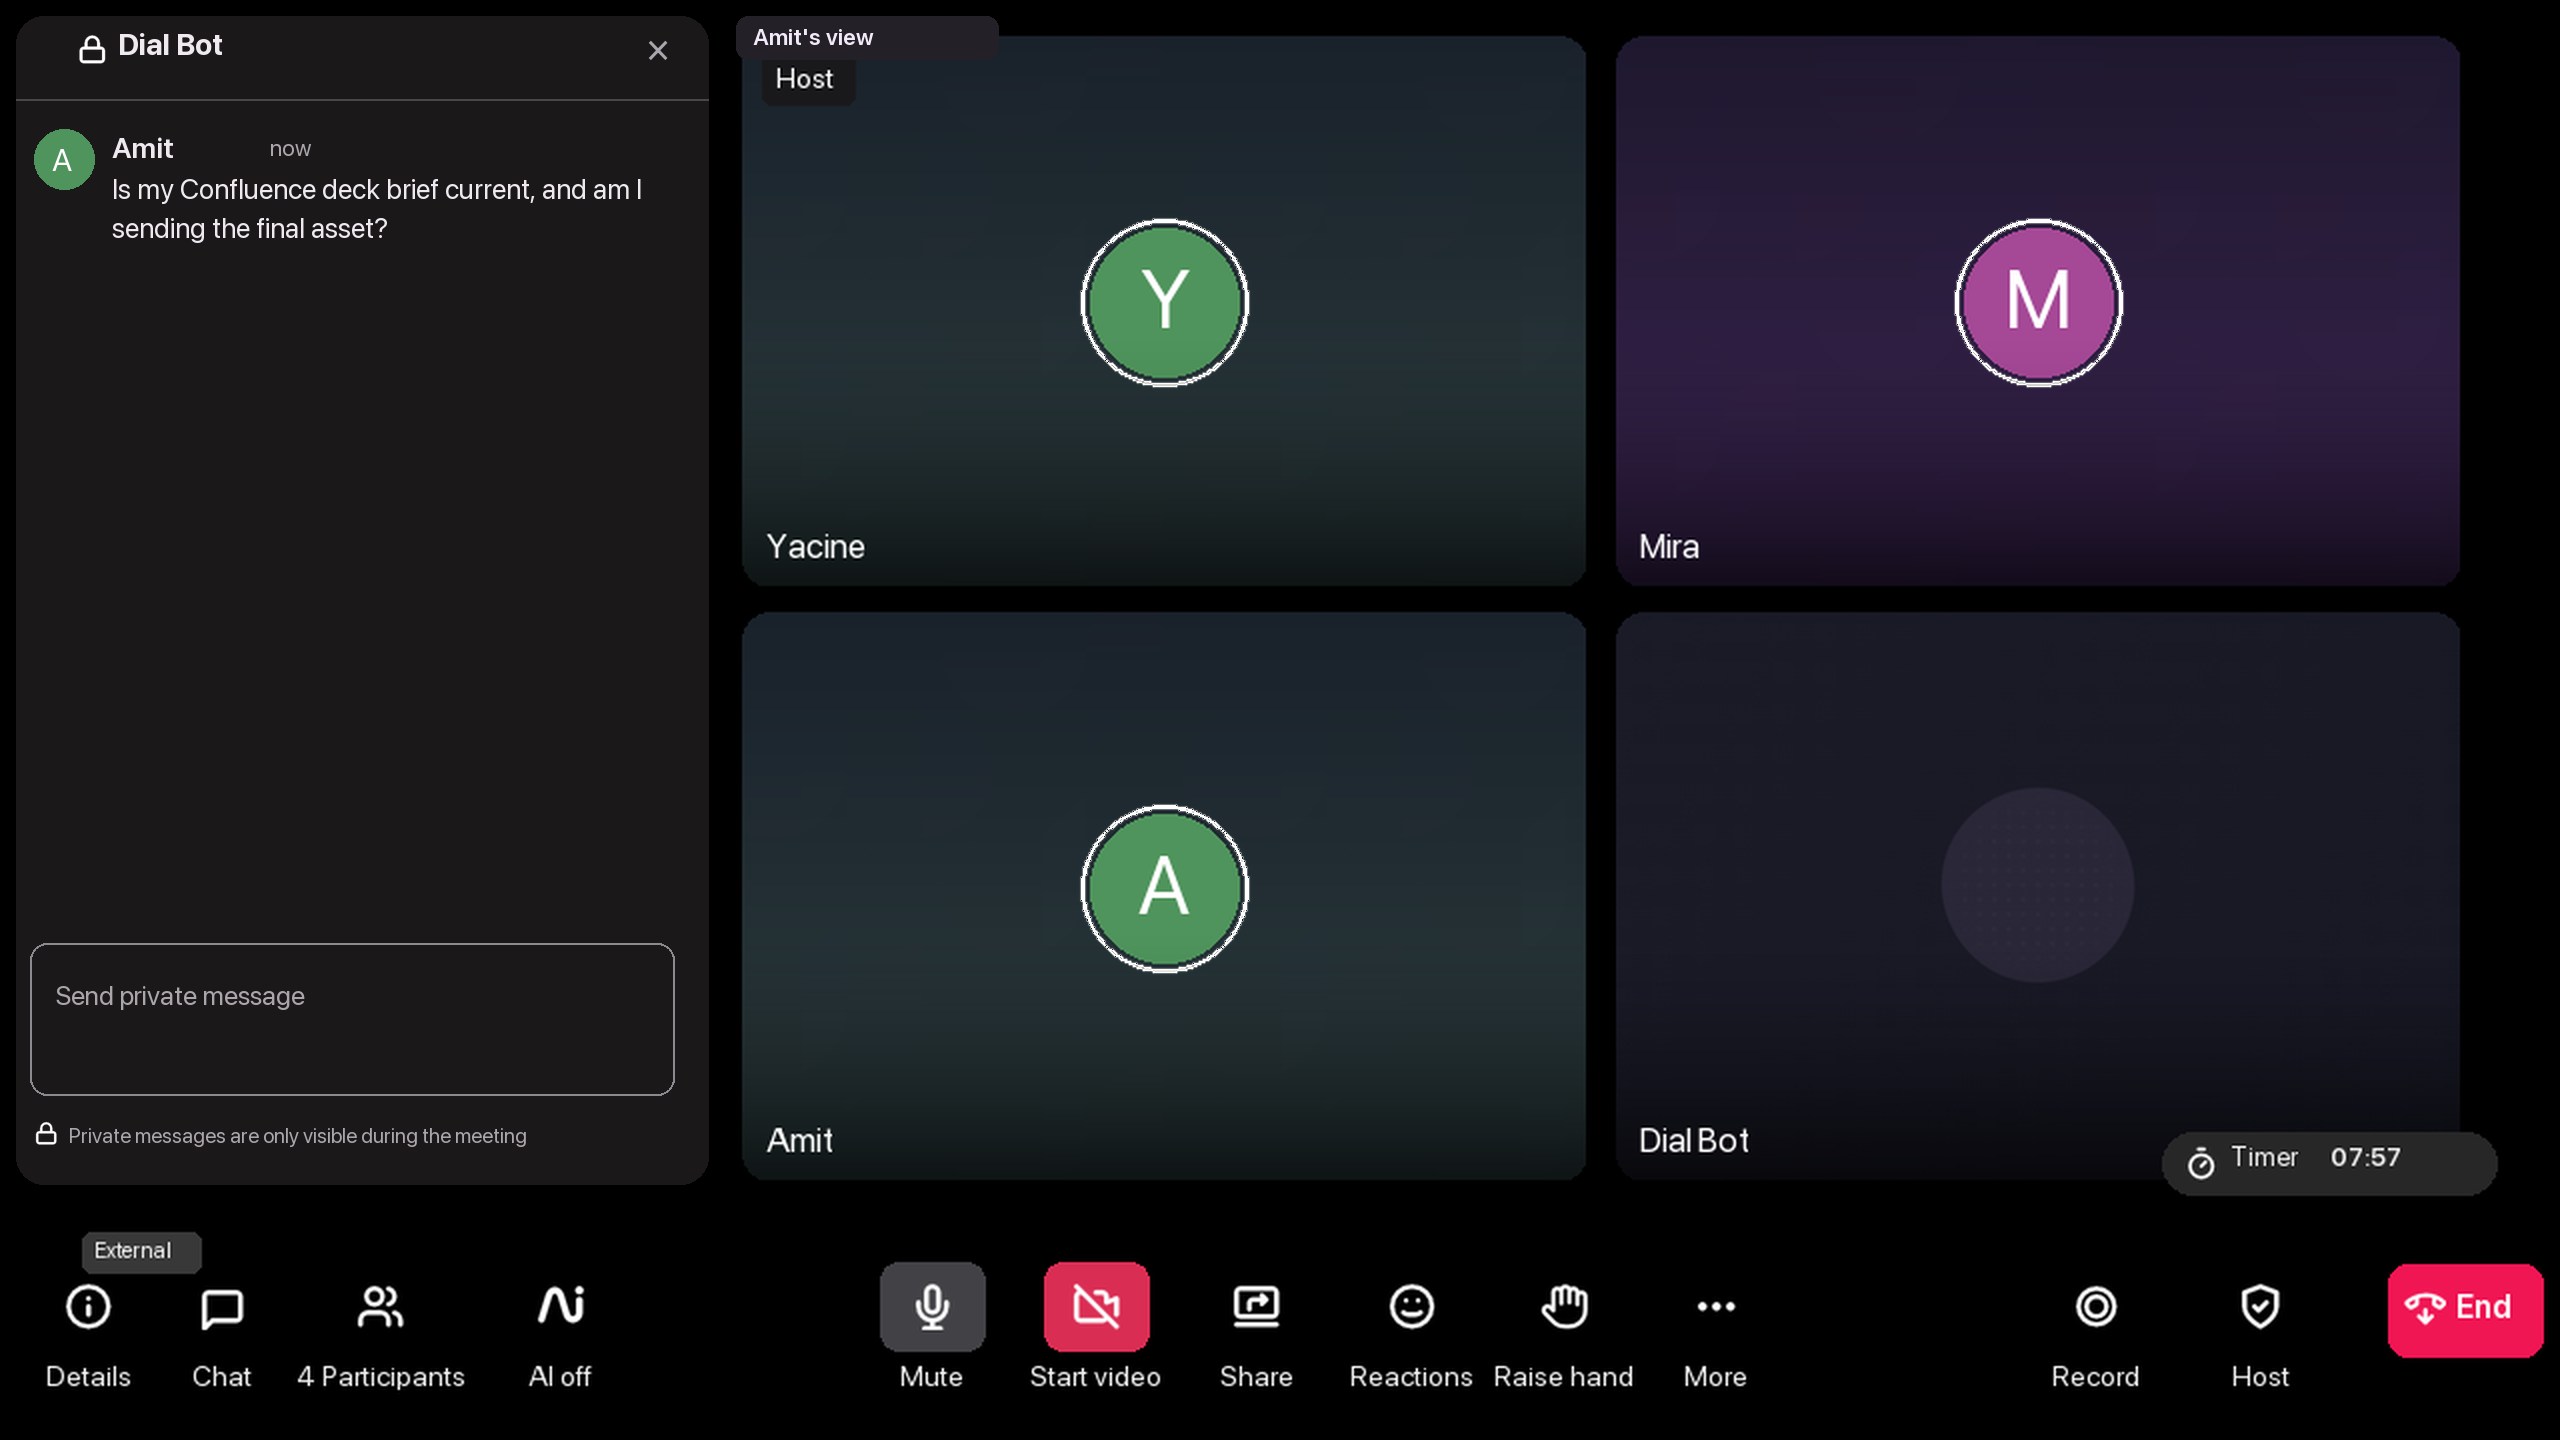 Dial Bot
A
Amit now
Is my Confluence deck brief current, and am I
sending the final asset?
Send private message
Private messages are only visible during the meeting
Amit's view
Host
Y
Yacine
M
Mira
A
Amit
Dial Bot
Timer 07:57
External
Details
Chat
4 Participants
AI off
Mute
Start video
Share
Reactions
Raise hand
More
Record
Host
End